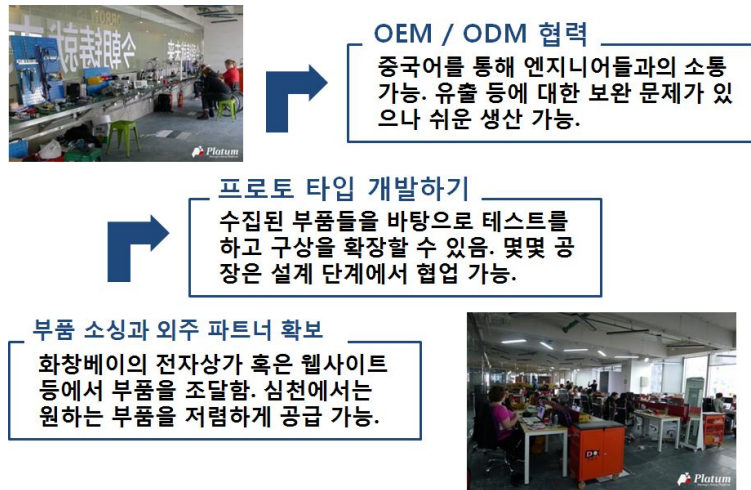 OEM / ODM 협력
중국어를 통해 엔지니어들과의 소통
가능. 유출 등에 대한 보완 문제가 있
으나 쉬운 생산 가능.
Platum
프로토 타입 개발하기
수집된 부품들을 바탕으로 테스트를
하고 구상을 확장할 수 있음. 몇몇 공
장은 설계 단계에서 협업 가능.
부품 소싱과 외주 파트너 확보
화창베이의 전자상가 혹은 웹사이트
등에서 부품을 조달함. 심천에서는
원하는 부품을 저렴하게 공급 가능.
Platum